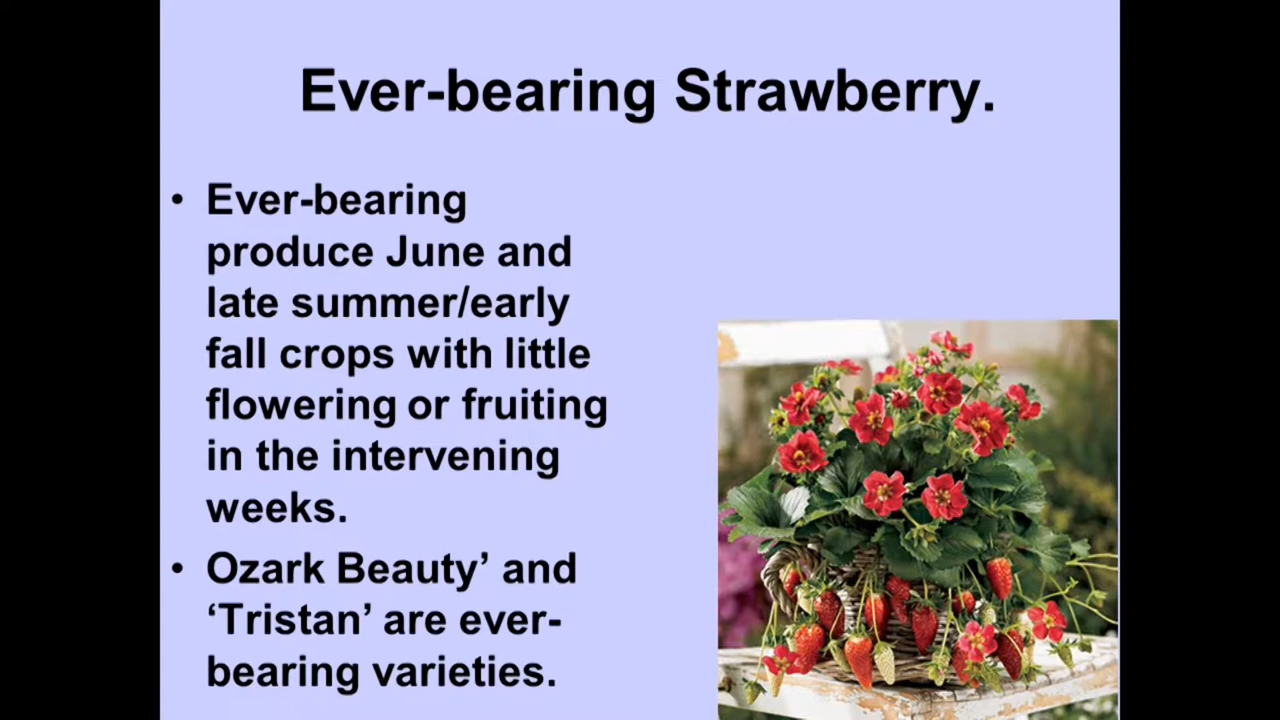 Ever-bearing Strawberry.
• Ever-bearing
produce June and
late summer/early
fall crops with little
flowering or fruiting
in the intervening
weeks.
• Ozark Beauty’ and
‘Tristan’ are ever-
bearing varieties.